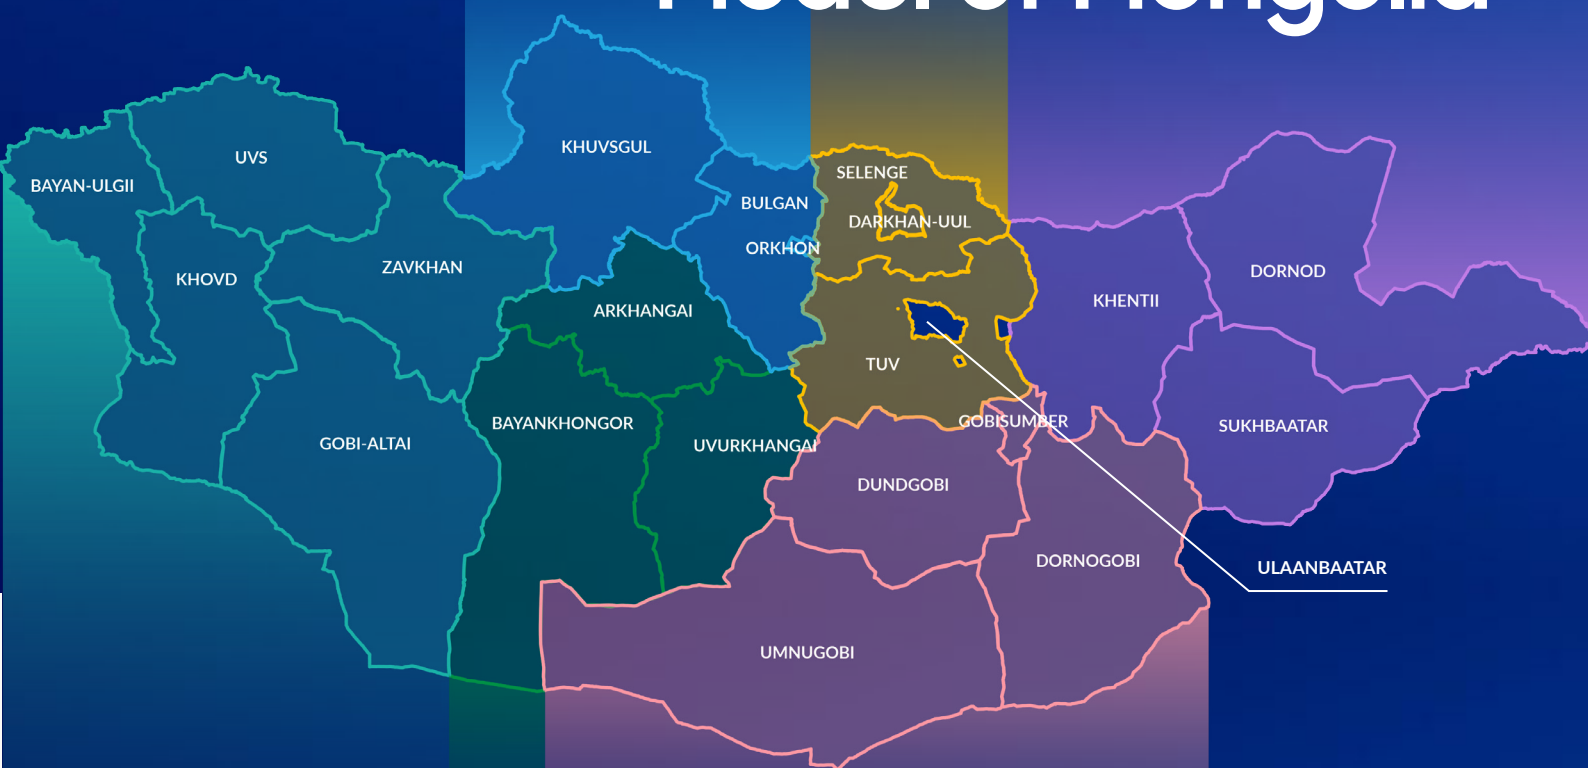 UVS
KHUVSGUL
SELENGE
BAYAN-ULGII
BULGAN
DARKHAN-UUL
ORKHON
ZAVKHAN
KHOVD
DORNOD
KHENTII
ARKHANGAI
TUV
BAYANKHONGOR
GOBISUMBER
SUKHBAATAR
GOBI-ALTAI
UVURKHANGAI
DUNDGOBI
DORNOGOBI
ULAANBAATAR
UMNUGOBI